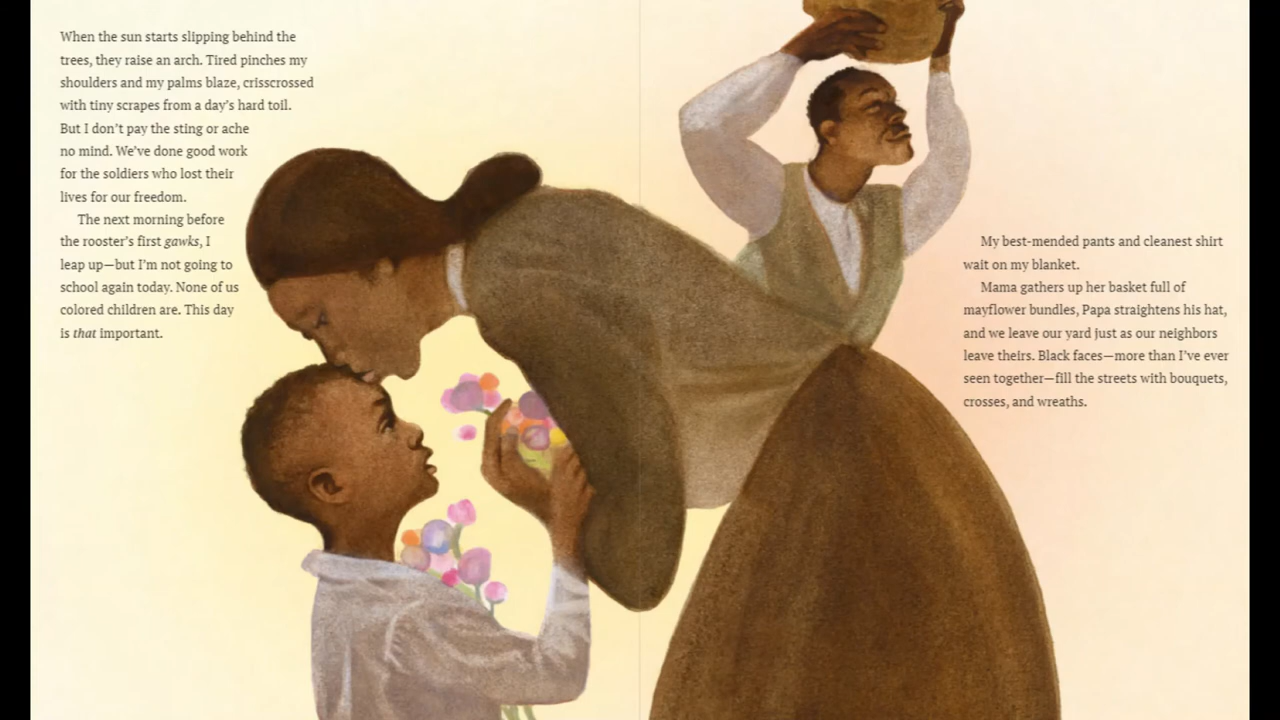 When the sun starts slipping behind the
trees, they raise an arch. Tired pinches my
shoulders and my palms blaze, crisscrossed
with tiny scrapes from a day’s hard toil.
But I don’t pay the sting or ache
no mind. We’ve done good work
for the soldiers who lost their
lives for our freedom.
The next morning before
the rooster’s first gawks, I
leap up—but I’m not going to
school again today. None of us
colored children are. This day
is that important.
My best-mended pants and cleanest shirt
wait on my blanket.
Mama gathers up her basket full of
mayflower bundles, Papa straightens his hat,
and we leave our yard just as our neighbors
leave theirs. Black faces—more than I’ve ever
seen together—fill the streets with bouquets,
crosses, and wreaths.